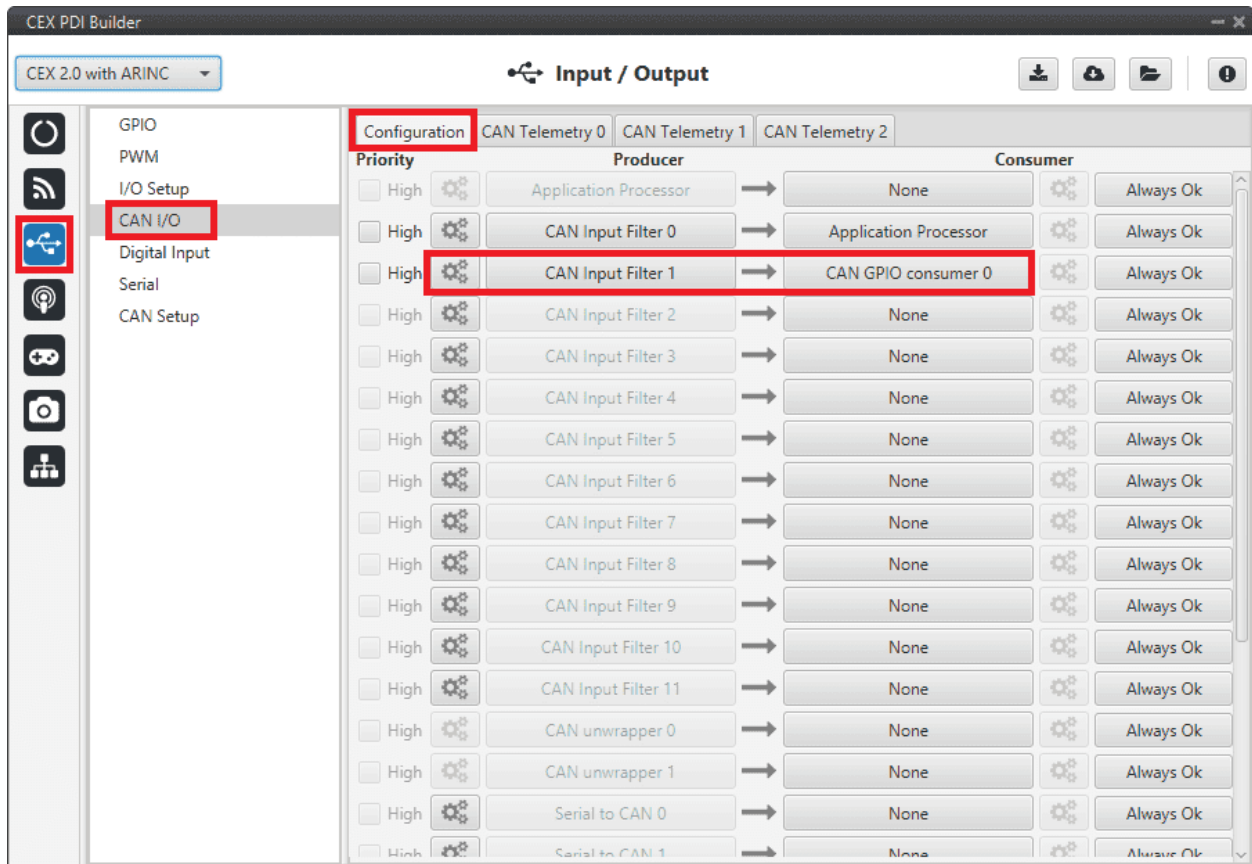 CEX PDI Builder
CEX 2.0 with ARINC
Input / Output
GPIO
PWM
I/O Setup
CAN I/O
Digital Input
Serial
CAN Setup
Configuration CAN Telemetry 0 CAN Telemetry 1 CAN Telemetry 2
Priority Producer Consumer
High Application Processor None Always Ok
High CAN Input Filter 0 Application Processor Always Ok
High CAN Input Filter 1 CAN GPIO consumer 0 Always Ok
High CAN Input Filter 2 None Always Ok
High CAN Input Filter 3 None Always Ok
High CAN Input Filter 4 None Always Ok
High CAN Input Filter 5 None Always Ok
High CAN Input Filter 6 None Always Ok
High CAN Input Filter 7 None Always Ok
High CAN Input Filter 8 None Always Ok
High CAN Input Filter 9 None Always Ok
High CAN Input Filter 10 None Always Ok
High CAN Input Filter 11 None Always Ok
High CAN unwrapper 0 None Always Ok
High CAN unwrapper 1 None Always Ok
High Serial to CAN 0 None Always Ok
High Serial to CAN 1 None Always Ok